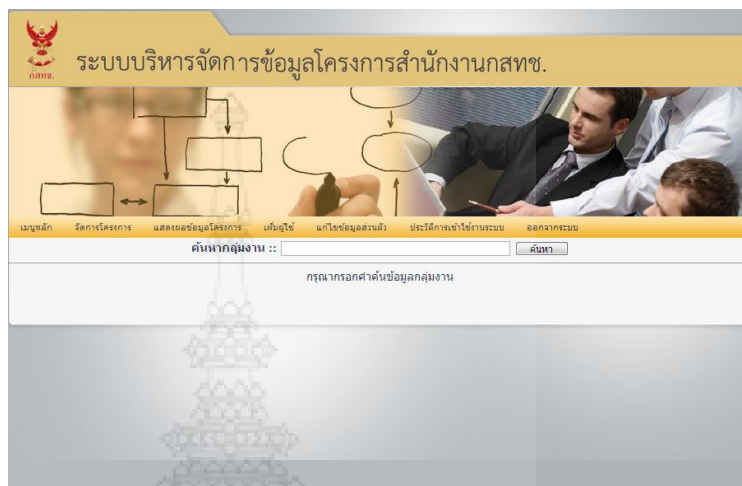 กสทช.
ระบบบริหารจัดการข้อมูลโครงการสำนักงานกสทช.
เมนูหลัก จัดการโครงการ แสดงผลข้อมูลโครงการ เพิ่มผู้ใช้ แก้ไขข้อมูลส่วนตัว ประวัติการเข้าใช้งานระบบ ออกจากระบบ
ค้นหากลุ่มงาน :: ค้นหา
กรุณากรอกคำค้นข้อมูลกลุ่มงาน